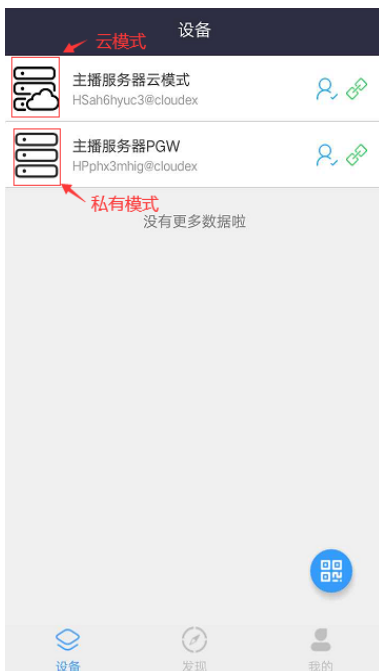 设备
云模式
主播服务器云模式
HSah6hyuc3@cloudex
主播服务器PGW
HPphx3mhig@cloudex
私有模式
没有更多数据啦
设备
发现
我的